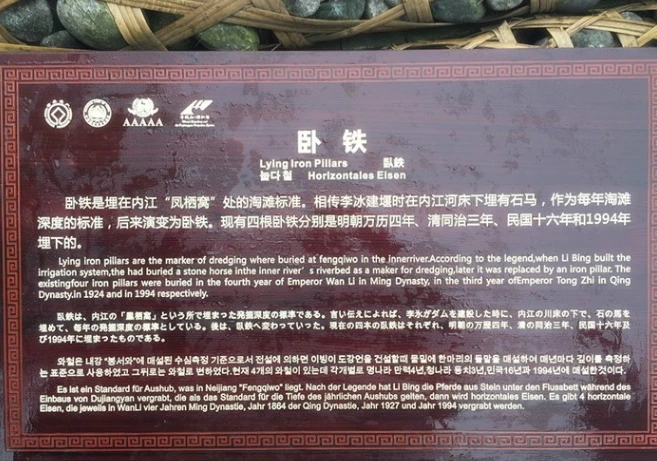 AAAAA
卧 铁
Lying Iron Pillars 臥鉄
눕다 철 Horizontales Eisen
卧铁是埋在内江“凤栖窝”处的淘滩标准。相传李冰建堰时在内江河床下埋有石马，作为每年淘滩
深度的标准，后来演变为卧铁。现有四根卧铁分别是明朝万历四年、清同治三年、民国十六年和1994年
埋下的。
Lying iron pillars are the marker of dredging where buried at fengqiwo in the innerriver.According to the legend,when Li Bing built the
irrigation system,the had buried a stone horse inthe inner river's riverbed as a maker for dredging,later it was replaced by an iron pillar. The
existingfour iron pillars were buried in the fourth year of Emperor Wan Li in Ming Dynasty, in the third year ofEmperor Tong Zhi in Qing
Dynasty.in 1924 and in 1994 respectively.
臥鉄は、内江の「鳳棲窩」という所で埋まった発掘深度の標準である。言い伝えによれば、李氷がダムを建設した時に、内江の川床の下で、石の馬を
埋めて、毎年の発掘深度の標準としている。後は、臥鉄へ変わっていった。現在の四本の臥鉄はそれぞれ、明朝の万歴四年、清の同治三年、民国十六年及
び1994年に埋まったものである。
와철은 내강 "봉서와"에 매설된 수심측정 기준으로서 전설에 의하면 이빙이 도강언을 건설할때 물밑에 한마리의 돌말을 매설하여 매년마다 깊이를 측정하
는 표준으로 사용하였고 그뒤로는 와철로 변하였다.현재 4개의 와철이 있는데 각개별로 명나라 만력4년,청나라 동치3년,민국16년과 1994년에 매설한것이다.
Es ist ein Standard für Aushub, was in Neijiang "Fengqiwo" liegt. Nach der Legende hat Li Bing die Pferde aus Stein unter den Flussbett während des
Einbaus von Dujiangyan vergrabt, die als das Standard für die Tiefe des jährlichen Aushubs gelten, dann wird horizontales Eisen. Es gibt 4 horizontale
Eisen, die jeweils in WanLi vier Jahren Ming Dynastie, Jahr 1864 der Qing Dynastie, Jahr 1927 und Jahr 1994 vergrabt werden.